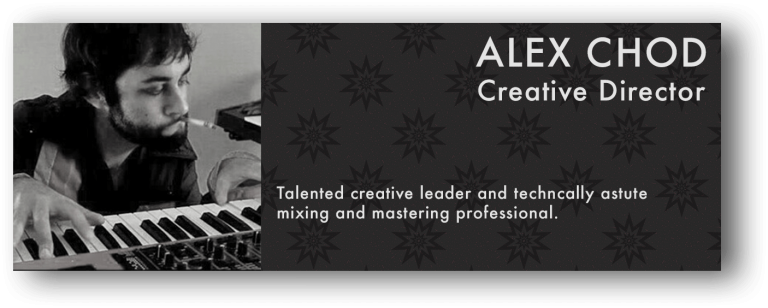 ALEX CHOD
Creative Director
Talented creative leader and techncally astute
mixing and mastering professional.